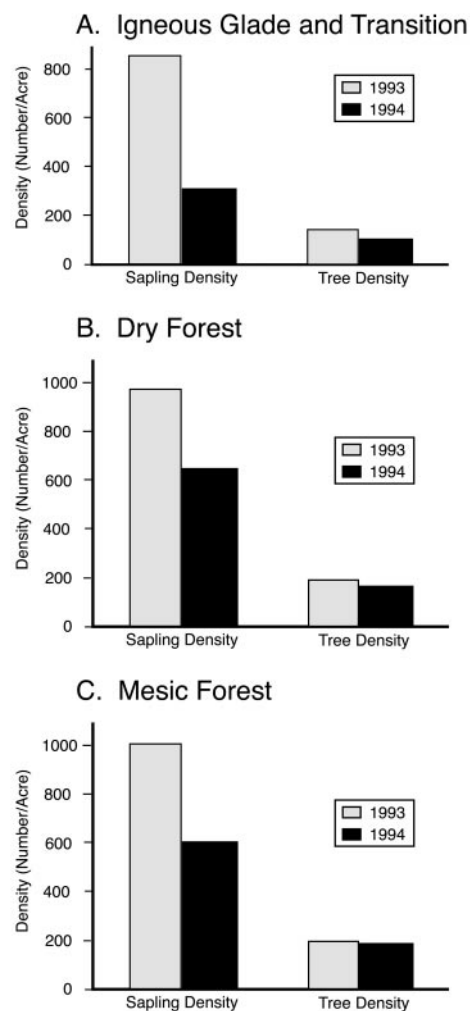 A. Igneous Glade and Transition
800
600
400
200
0
Density (Number/Acre)
1993
1994
Sapling Density
Tree Density
B. Dry Forest
1000
800
600
400
200
0
Density (Number/Acre)
1993
1994
Sapling Density
Tree Density
C. Mesic Forest
1000
800
600
400
200
0
Density (Number/Acre)
1993
1994
Sapling Density
Tree Density